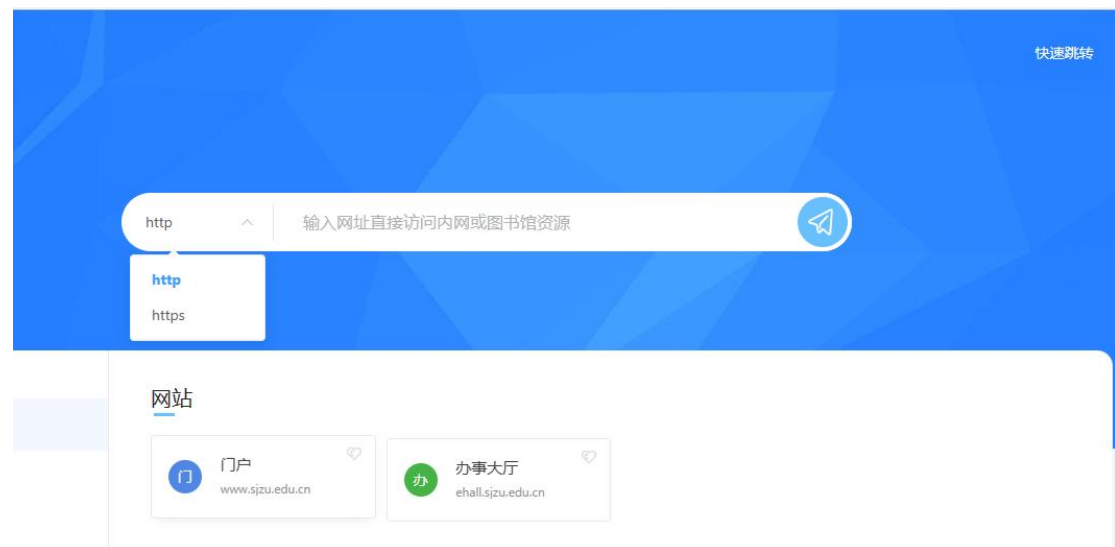 快速跳转
http
输入网址直接访问内网或图书馆资源
http
https
网站
门
门户
www.sjzu.edu.cn
办
办事大厅
ehall.sjzu.edu.cn